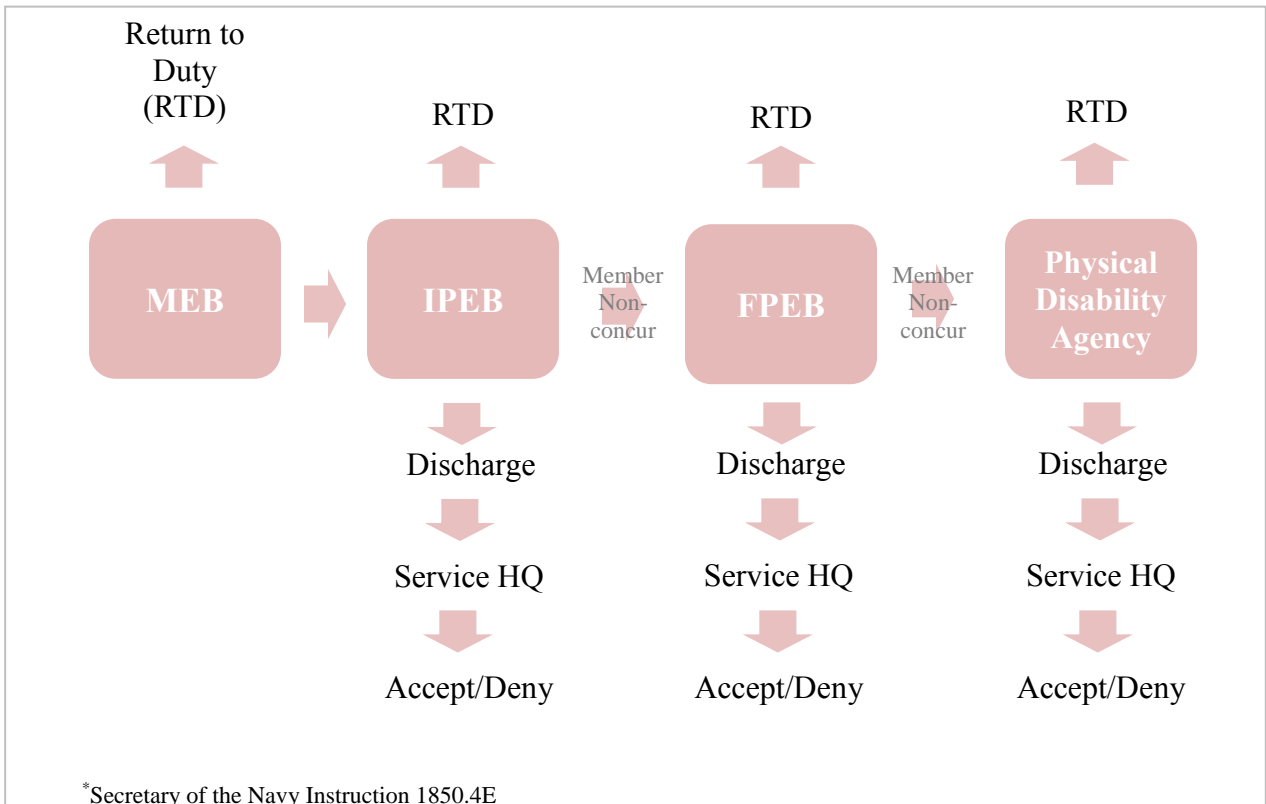 Return to
Duty
(RTD)
RTD
RTD
RTD
MEB
IPEB
Member
Non-
concur
FPEB
Member
Non-
concur
Physical
Disability
Agency
Discharge
Discharge
Discharge
Service HQ
Service HQ
Service HQ
Accept/Deny
Accept/Deny
Accept/Deny
*Secretary of the Navy Instruction 1850.4E